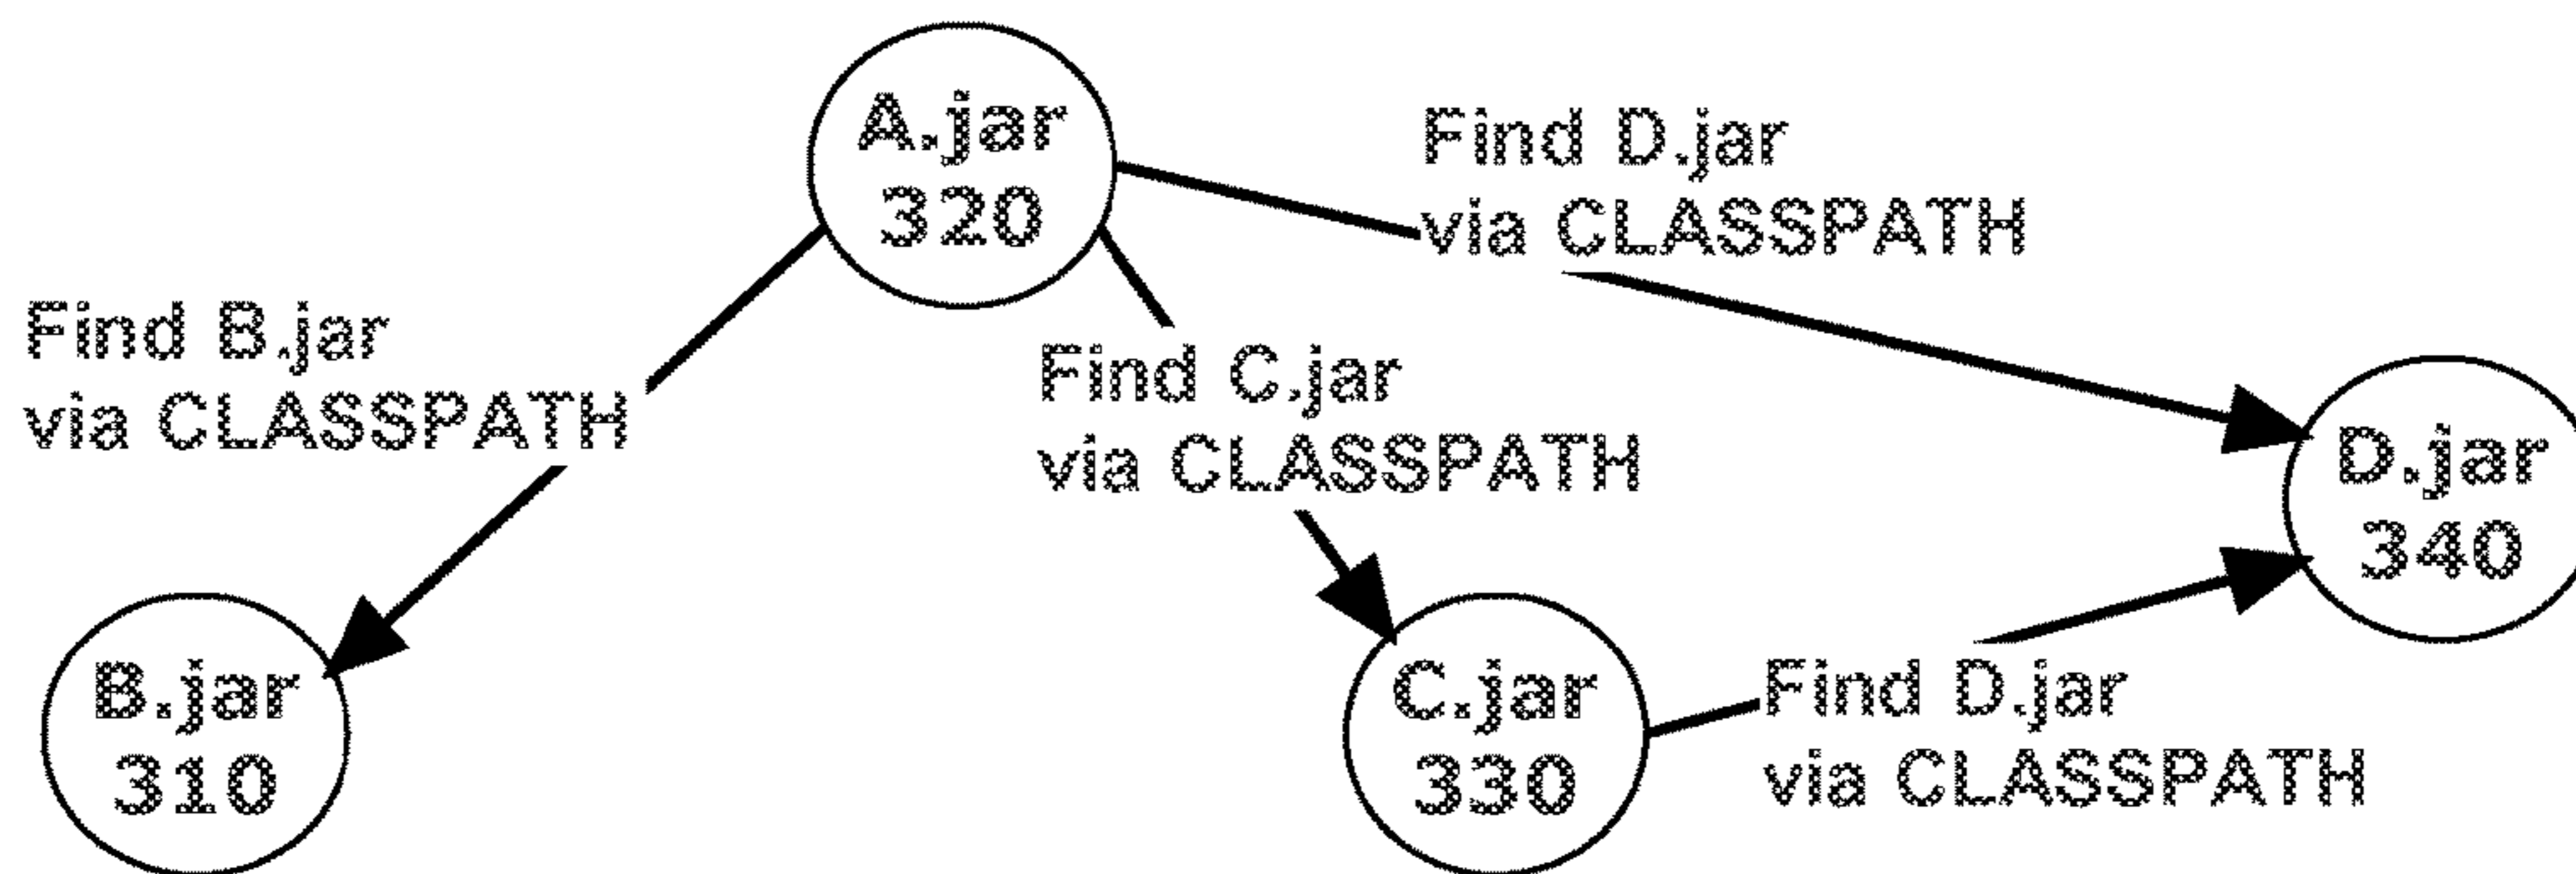 A.jar
320
Find D.jar
via CLASSPATH
Find B.jar
via CLASSPATH
Find C.jar
via CLASSPATH
D.jar
340
B.jar
310
C.jar
330
Find D.jar
via CLASSPATH